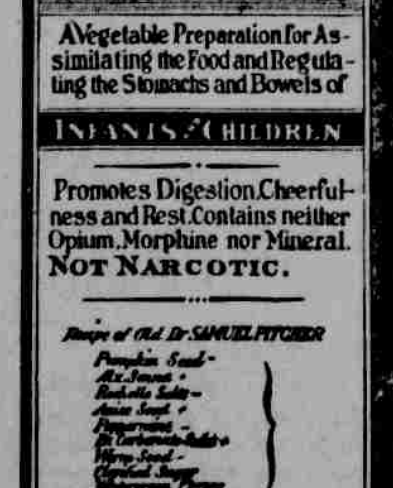 A Vegetable Preparation for As-
similating the Food and Regula-
ting the Stomachs and Bowels of
INFANTS / CHILDREN
Promotes Digestion,Cheerful-
ness and Rest.Contains neither
Opium,Morphine nor Mineral.
NOT NARCOTIC.
Recipe of Old Dr SAMUEL PITCHER
Pumpkin Seed -
Alx.Senna +
Rochelle Salts -
Anise Seed +
Peppermint -
Bi Carbonate Soda +
Worm Seed -
Clarified Sugar